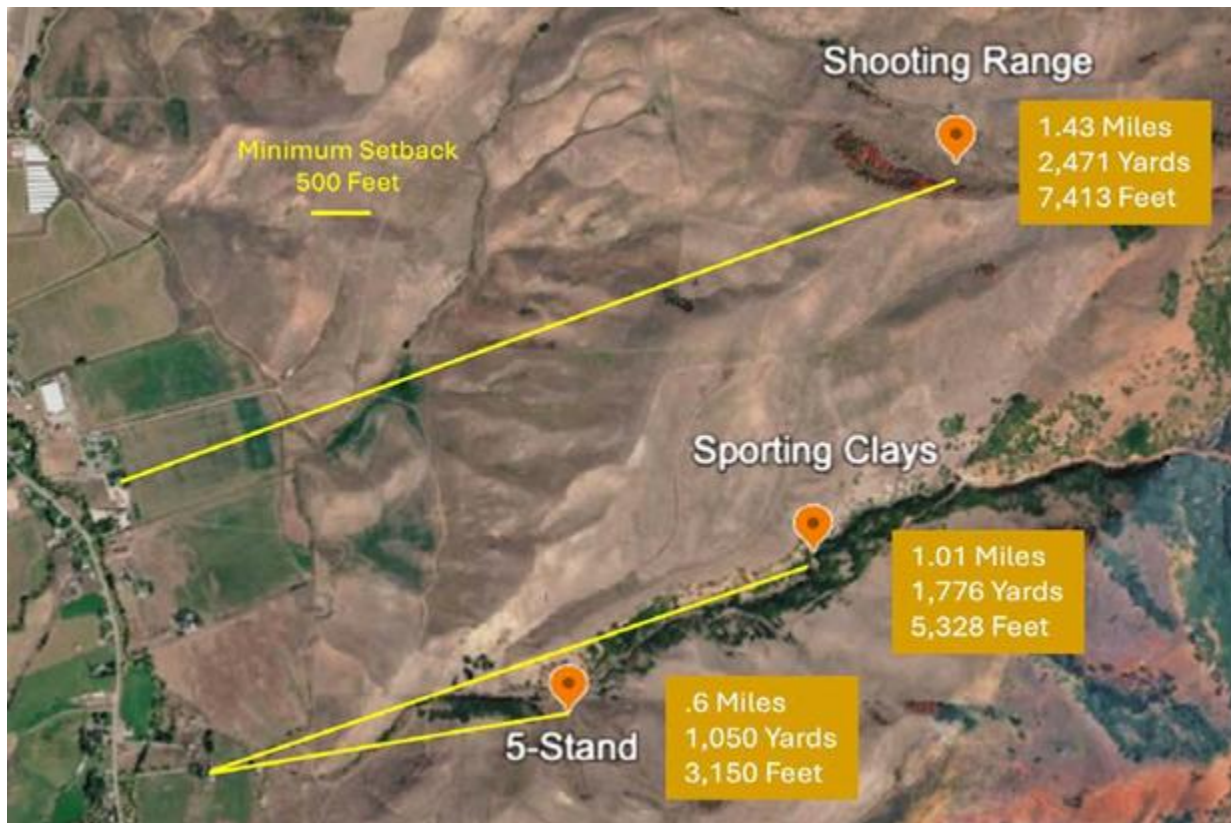 Shooting Range
1.43 Miles
2,471 Yards
7,413 Feet
Minimum Setback
500 Feet
Sporting Clays
1.01 Miles
1,776 Yards
5,328 Feet
5-Stand
.6 Miles
1,050 Yards
3,150 Feet